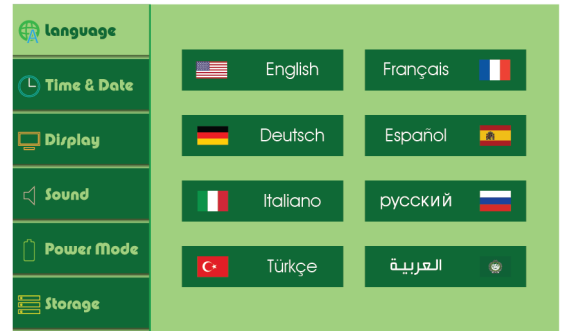 Language
Time & Date
Display
Sound
Power Mode
Storage
English
Français
Deutsch
Español
Italiano
русский
Türkçe
العربية